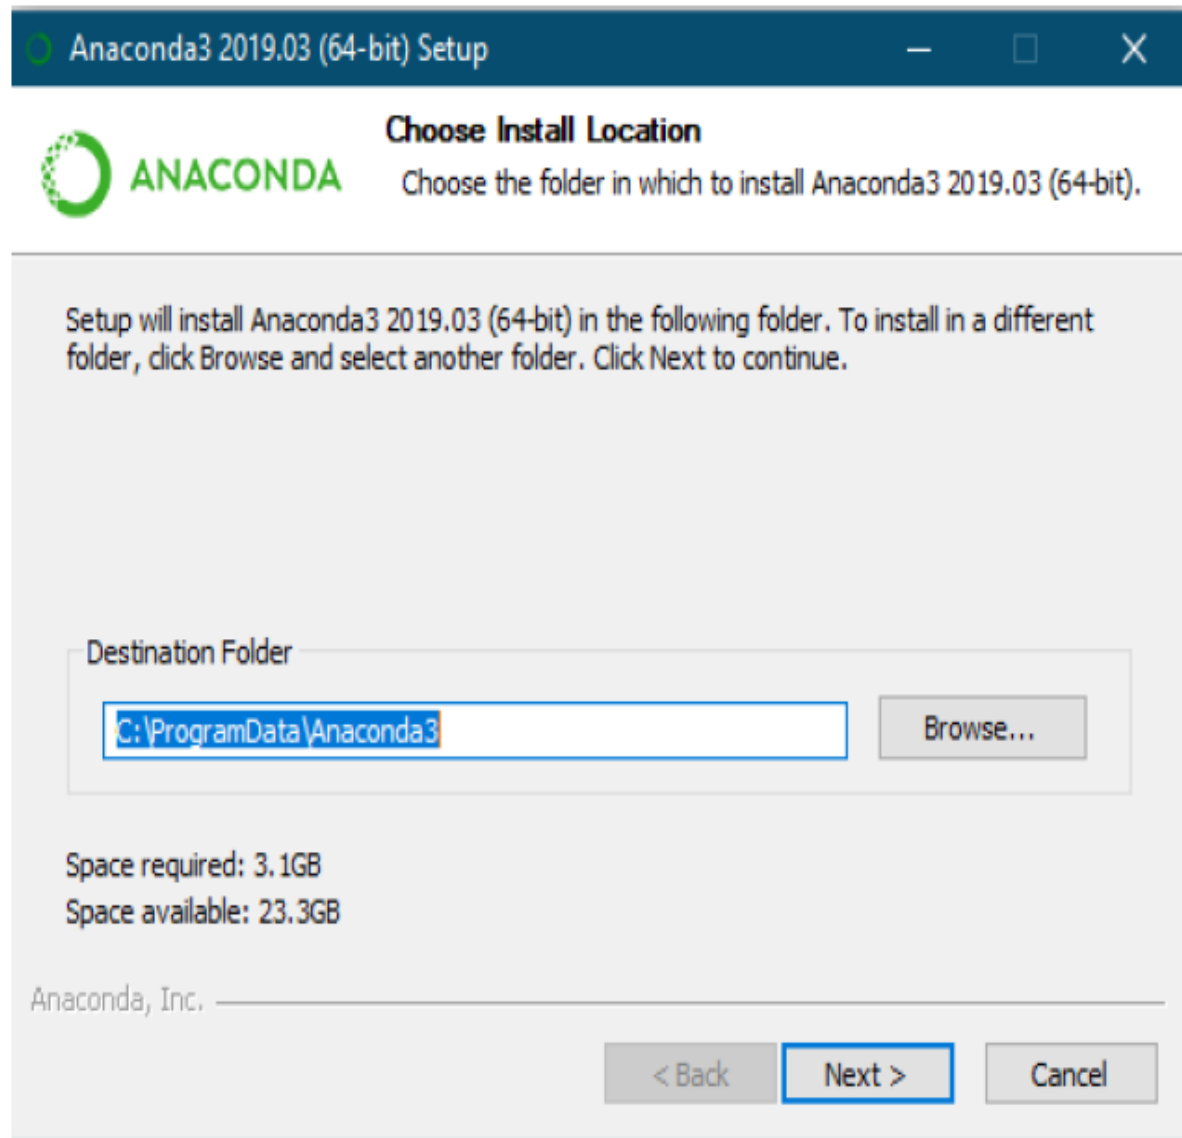 Anaconda3 2019.03 (64-bit) Setup
ANACONDA
Choose Install Location
Choose the folder in which to install Anaconda3 2019.03 (64-bit).
Setup will install Anaconda3 2019.03 (64-bit) in the following folder. To install in a different
folder, click Browse and select another folder. Click Next to continue.
Destination Folder
C:\ProgramData\Anaconda3
Browse...
Space required: 3.1GB
Space available: 23.3GB
Anaconda, Inc.
< Back Next > Cancel